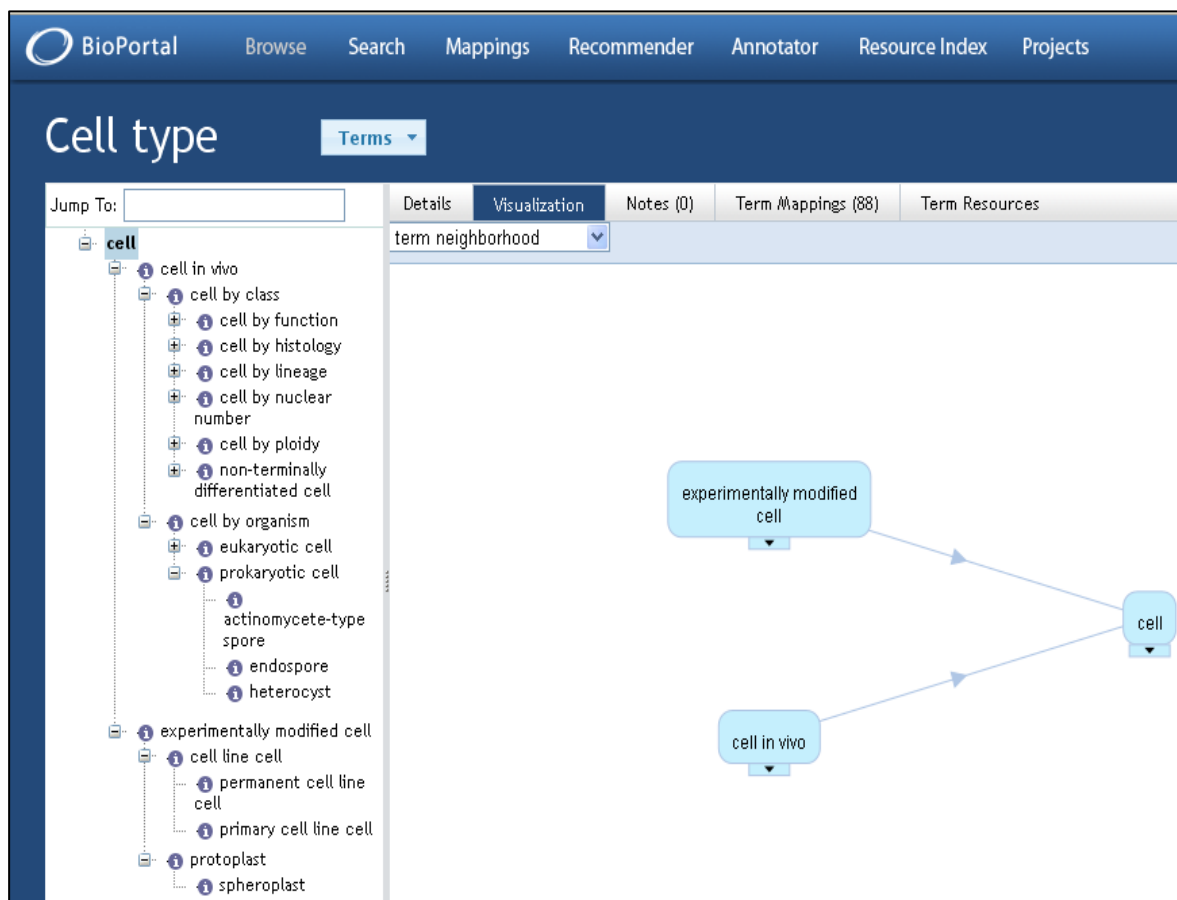 BioPortal Browse Search Mappings Recommender Annotator Resource Index Projects
Cell type Terms
Jump To:
Details Visualization Notes (0) Term Mappings (88) Term Resources
term neighborhood
cell
cell in vivo
cell by class
cell by function
cell by histology
cell by lineage
cell by nuclear
number
cell by ploidy
non-terminally
differentiated cell
cell by organism
eukaryotic cell
prokaryotic cell
actinomycete-type
spore
endospore
heterocyst
experimentally modified cell
cell line cell
permanent cell line
cell
primary cell line cell
protoplast
spheroplast
experimentally modified
cell
cell
cell in vivo